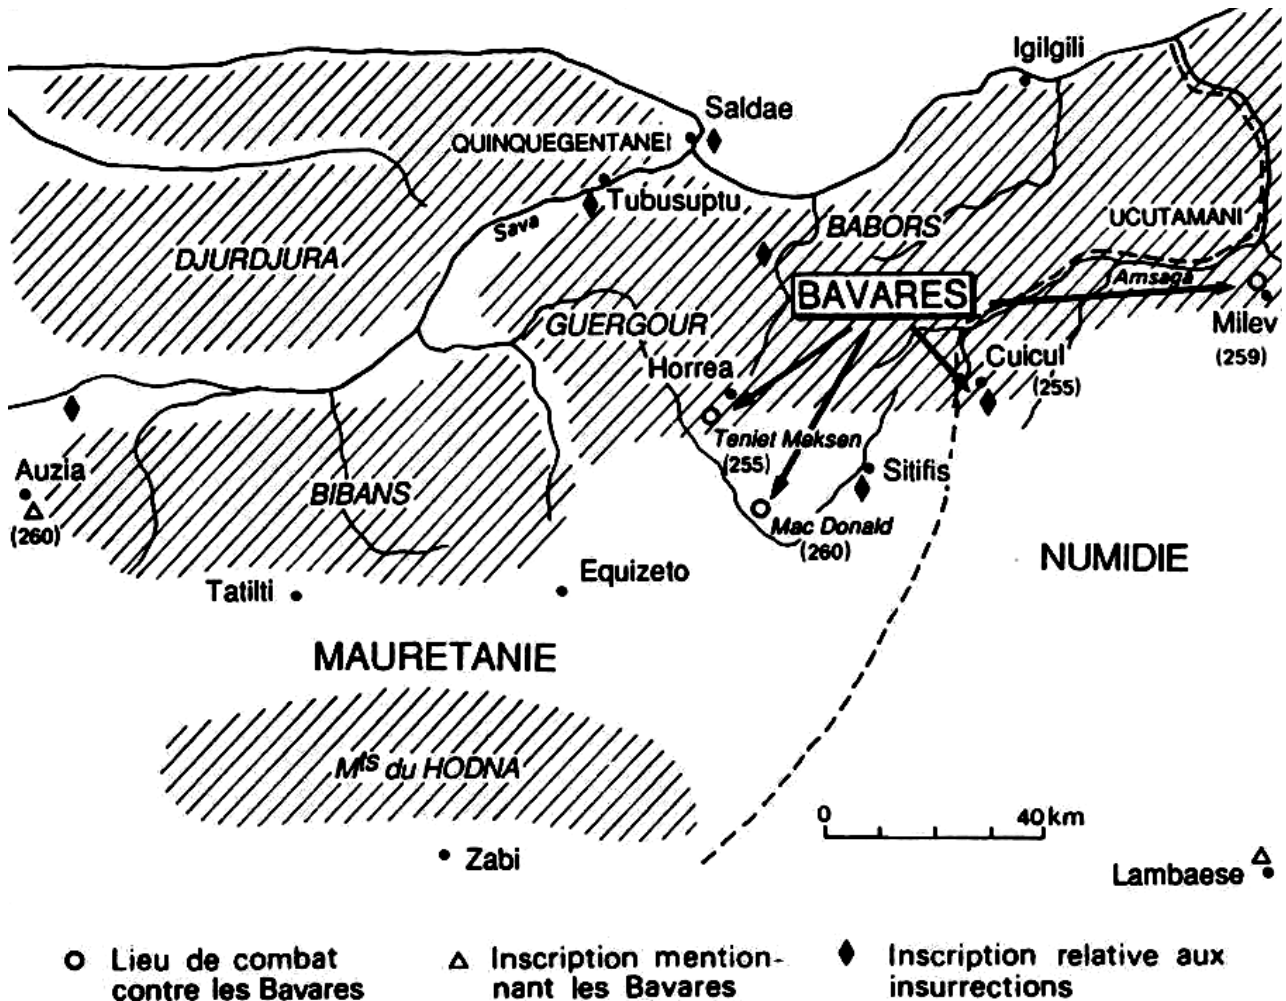 Igilgili
Saldae
QUINQUEGENTANEI
Tubusuptu
Sava
UCUTAMANI
BABORS
DJURDJURA
BAVARES
Amsaga
GUERGOUR
Milev
(259)
Horrea
Cuicul
(255)
Teniet Meksen
(255)
Auzia
(260)
BIBANS
Sitifis
Mac Donald
(260)
NUMIDIE
Tatilti
Equizeto
MAURETANIE
Mts du HODNA
0 40 km
Zabi
Lambaese
Lieu de combat
contre les Bavares
Inscription mention-
nant les Bavares
Inscription relative aux
insurrections